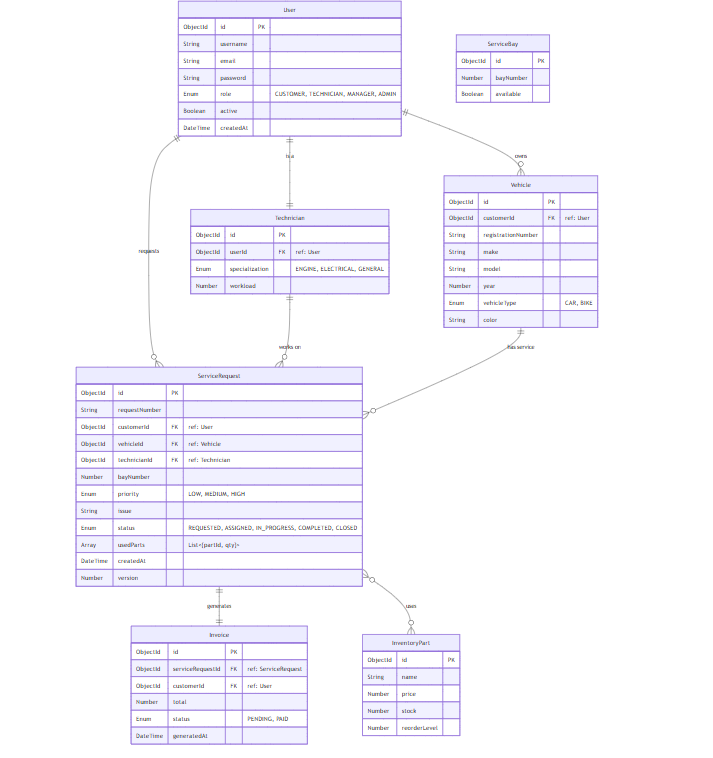 User
ObjectId id PK
String username
String email
String password
Enum role CUSTOMER, TECHNICIAN, MANAGER, ADMIN
Boolean active
DateTime createdAt
ServiceBay
ObjectId id PK
Number bayNumber
Boolean available
is a
owns
Vehicle
ObjectId id PK
ObjectId customerId FK ref: User
String registrationNumber
String make
String model
Number year
Enum vehicleType CAR, BIKE
String color
Technician
ObjectId id PK
ObjectId userId FK ref: User
Enum specialization ENGINE, ELECTRICAL, GENERAL
Number workload
requests
works on
has service
ServiceRequest
ObjectId id PK
String requestNumber
ObjectId customerId FK ref: User
ObjectId vehicleId FK ref: Vehicle
ObjectId technicianId FK ref: Technician
Number bayNumber
Enum priority LOW, MEDIUM, HIGH
String issue
Enum status REQUESTED, ASSIGNED, IN_PROGRESS, COMPLETED, CLOSED
Array usedParts List<{partId, qty}>
DateTime createdAt
Number version
generates
uses
Invoice
ObjectId id PK
ObjectId serviceRequestId FK ref: ServiceRequest
ObjectId customerId FK ref: User
Number total
Enum status PENDING, PAID
DateTime generatedAt
InventoryPart
ObjectId id PK
String name
Number price
Number stock
Number reorderLevel